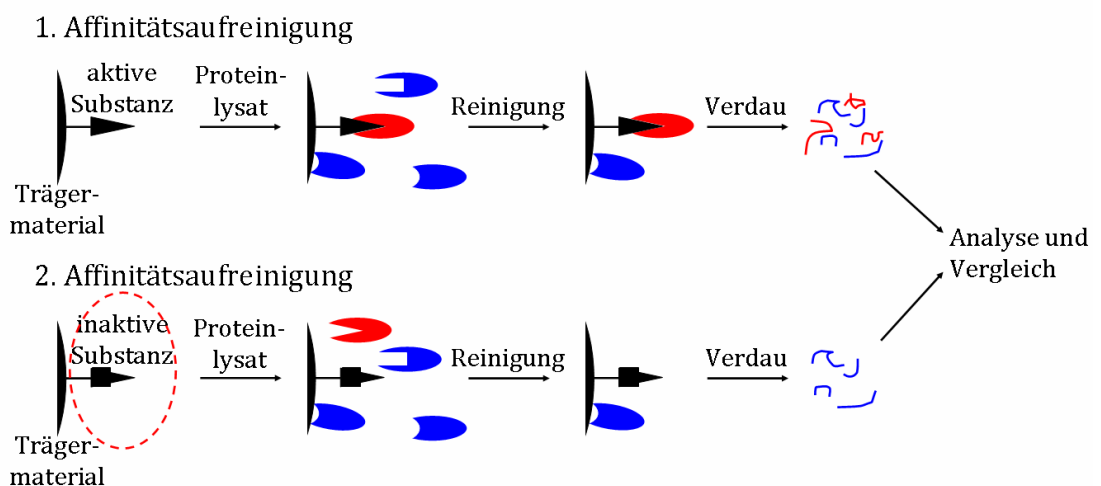 1. Affinitätsaufreinigung
aktive
Substanz
Protein-
lysat
Reinigung
Verdau
Träger-
material
Analyse und
Vergleich
2. Affinitätsaufreinigung
inaktive
Substanz
Protein-
lysat
Reinigung
Verdau
Träger-
material